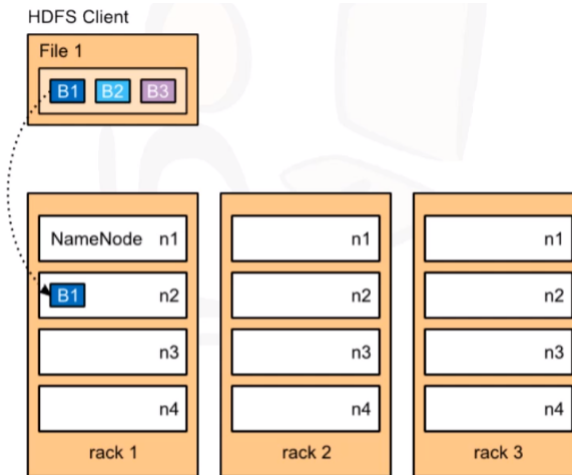 HDFS Client
File 1
B1 B2 B3
NameNode n1
B1 n2
n3
n4
rack 1
n1
n2
n3
n4
rack 2
n1
n2
n3
n4
rack 3